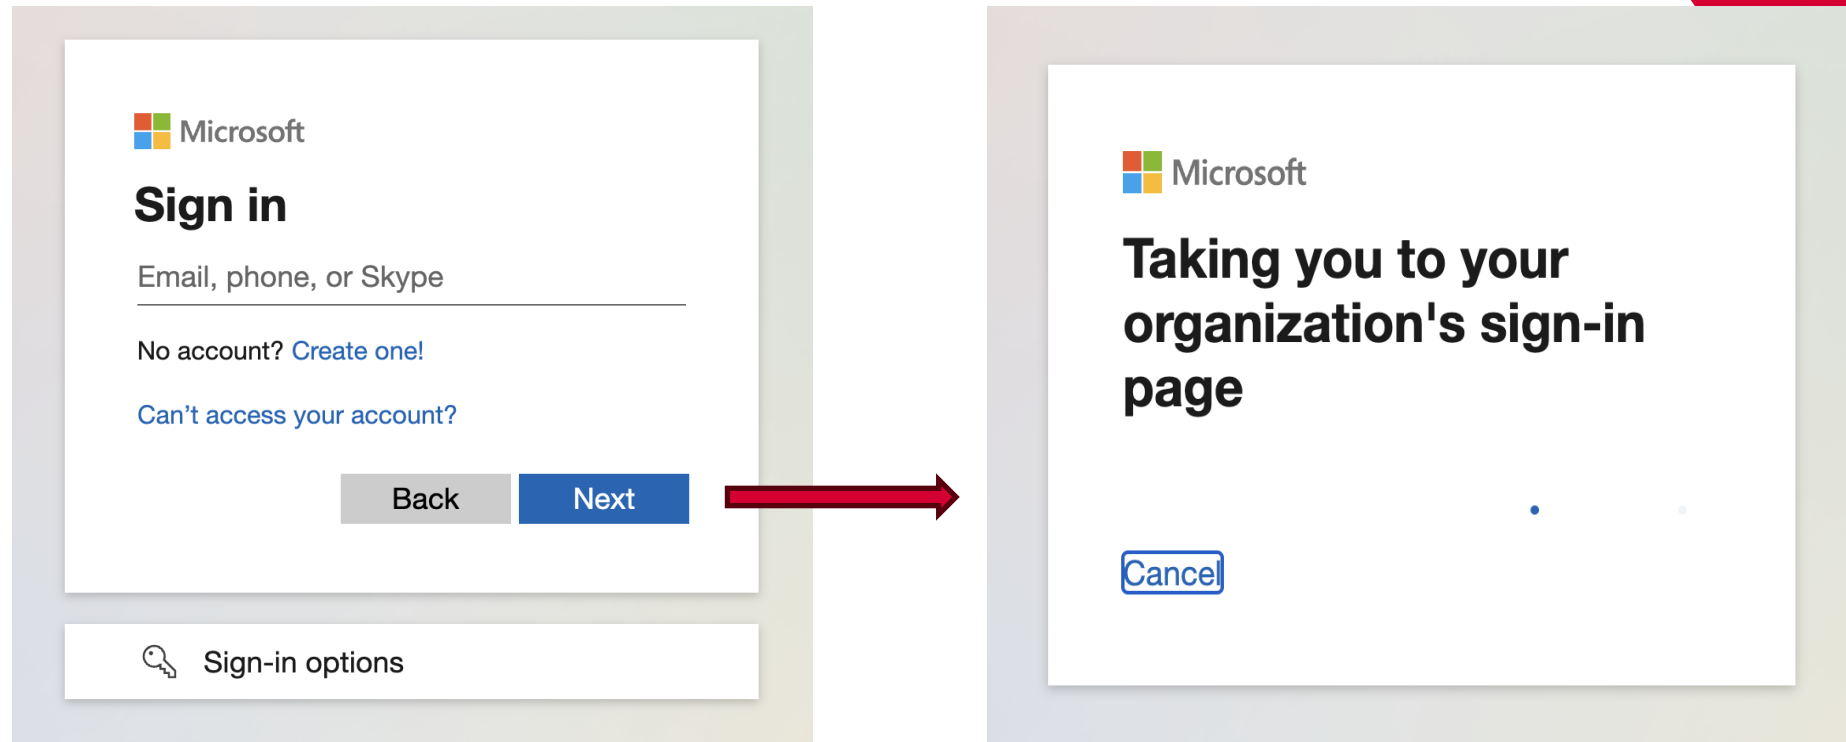 Microsoft
Sign in
Email, phone, or Skype
No account? Create one!
Can’t access your account?
Back
Next
Sign-in options
Microsoft
Taking you to your
organization's sign-in
page
Cancel